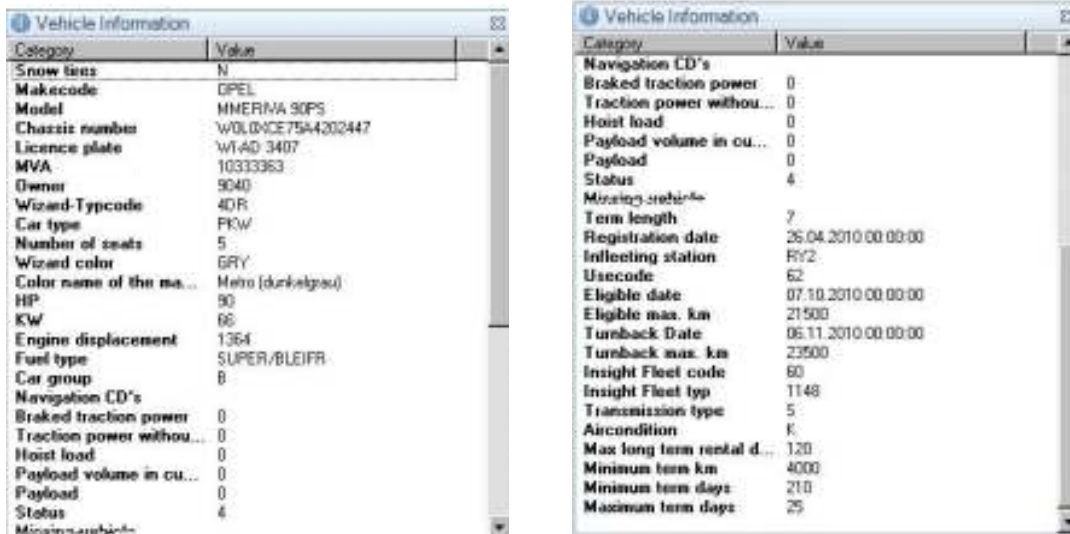 Vehicle Information
Category Value
Snow tires N
Makecode OPEL
Model MMERIVA 90PS
Chassis number W0L0XCE75A4202447
Licence plate WI-AD 3407
MVA 10333363
Owner 9040
Wizard-Typcode 4DR
Car type PKW
Number of seats 5
Wizard color GRY
Color name of the ma... Metro (dunkelgrau)
HP 90
KW 66
Engine displacement 1364
Fuel type SUPER/BLEIFR
Car group B
Navigation CD's
Braked traction power 0
Traction power withou... 0
Hoist load 0
Payload volume in cu... 0
Payload 0
Status 4
Missing-vehicle
Vehicle Information
Category Value
Navigation CD's
Braked traction power 0
Traction power withou... 0
Hoist load 0
Payload volume in cu... 0
Payload 0
Status 4
Missing-vehicle
Term length 7
Registration date 26.04.2010 00:00:00
Infleeting station RY2
Usecode 62
Eligible date 07.10.2010 00:00:00
Eligible max. km 21500
Turnback Date 06.11.2010 00:00:00
Turnback max. km 23500
Insight Fleet code 60
Insight Fleet typ 1148
Transmission type 5
Aircondition K
Max long term rental d... 120
Minimum term km 4000
Minimum term days 210
Maximum term days 25